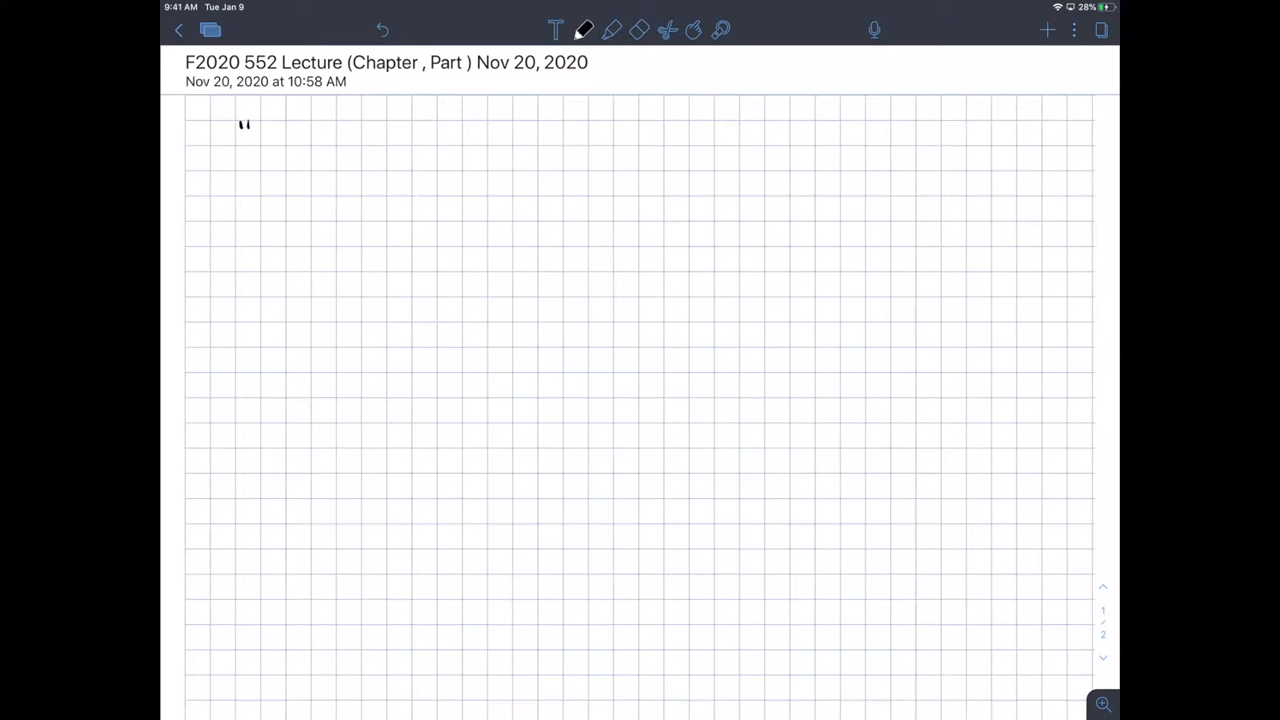 9:41 AM Tue Jan 9 28%
F2020 552 Lecture (Chapter , Part ) Nov 20, 2020
Nov 20, 2020 at 10:58 AM
"
1
/
2